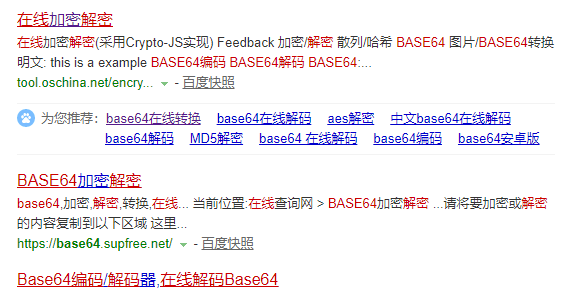 在线加密解密
在线加密解密(采用Crypto-JS实现) Feedback 加密/解密 散列/哈希 BASE64 图片/BASE64转换
明文: this is a example BASE64编码 BASE64解码 BASE64:...
tool.oschina.net/encry... - 百度快照
为您推荐: base64在线转换 base64在线解码 aes解密 中文base64在线解码
base64解码 MD5解密 base64 在线解码 base64编码 base64安卓版
BASE64加密解密
base64,加密,解密,转换,在线... 当前位置:在线查询网 > BASE64加密解密 ...请将要加密或解密
的内容复制到以下区域 这里...
https://base64.supfree.net/ - 百度快照
Base64编码/解码器,在线解码Base64